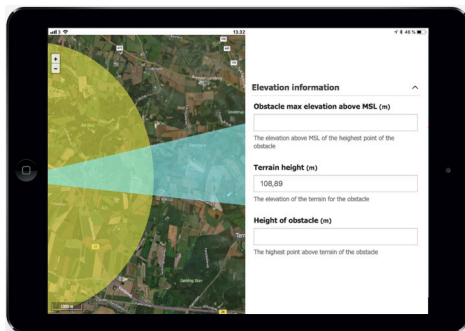 13.32
46 %
+
−
Elevation information
Obstacle max elevation above MSL (m)
The elevation above MSL of the heighest point of the
obstacle
Terrain height (m)
108,89
The elevation of the terrain for the obstacle
Height of obstacle (m)
The highest point above terrain of the obstacle
1000 m